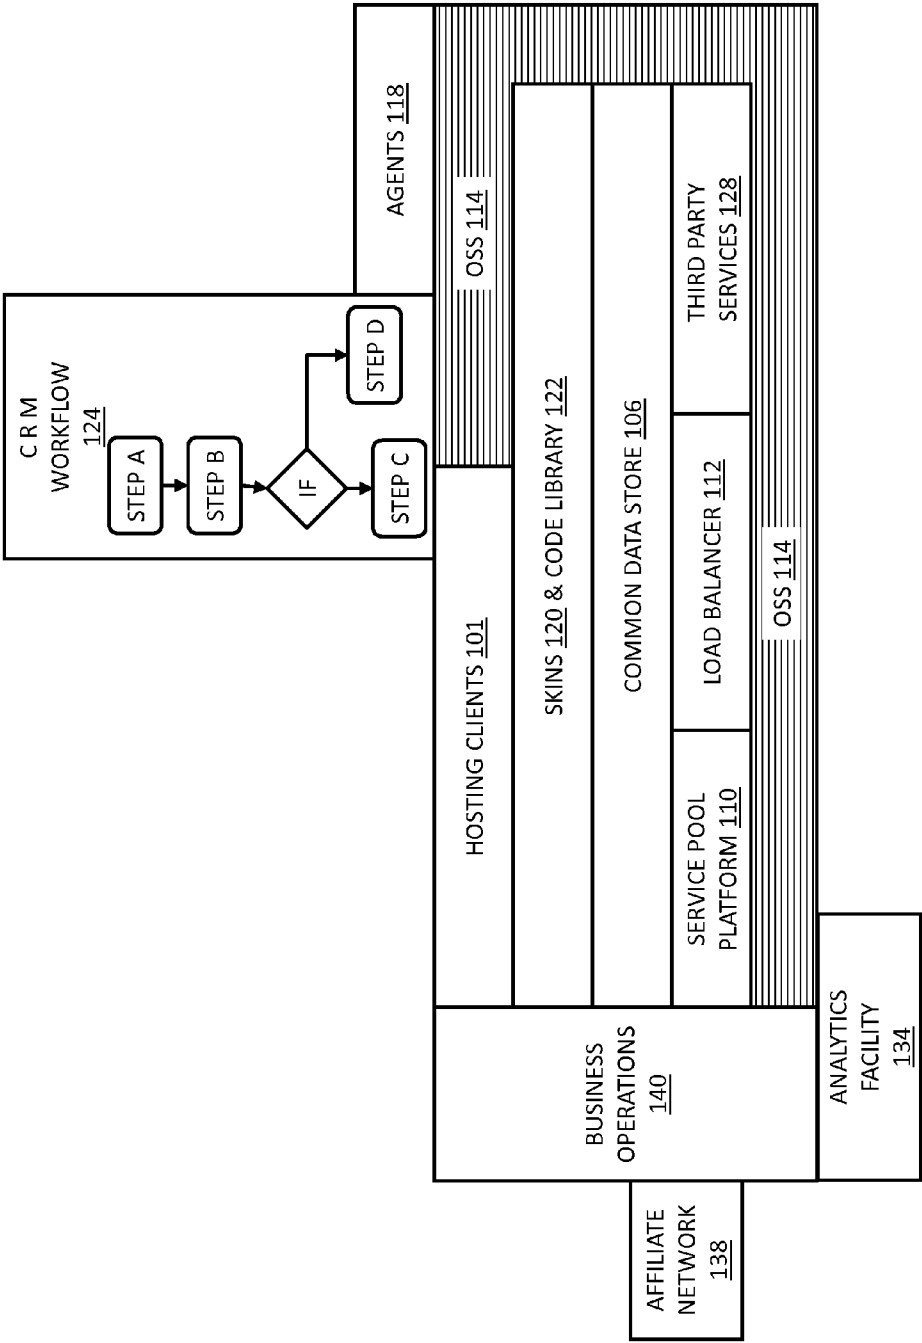 C R M
WORKFLOW
124
STEP A
STEP B
IF
STEP C
STEP D
AGENTS 118
HOSTING CLIENTS 101
OSS 114
SKINS 120 & CODE LIBRARY 122
COMMON DATA STORE 106
SERVICE POOL
PLATFORM 110
LOAD BALANCER 112
THIRD PARTY
SERVICES 128
OSS 114
BUSINESS
OPERATIONS
140
AFFILIATE
NETWORK
138
ANALYTICS
FACILITY
134